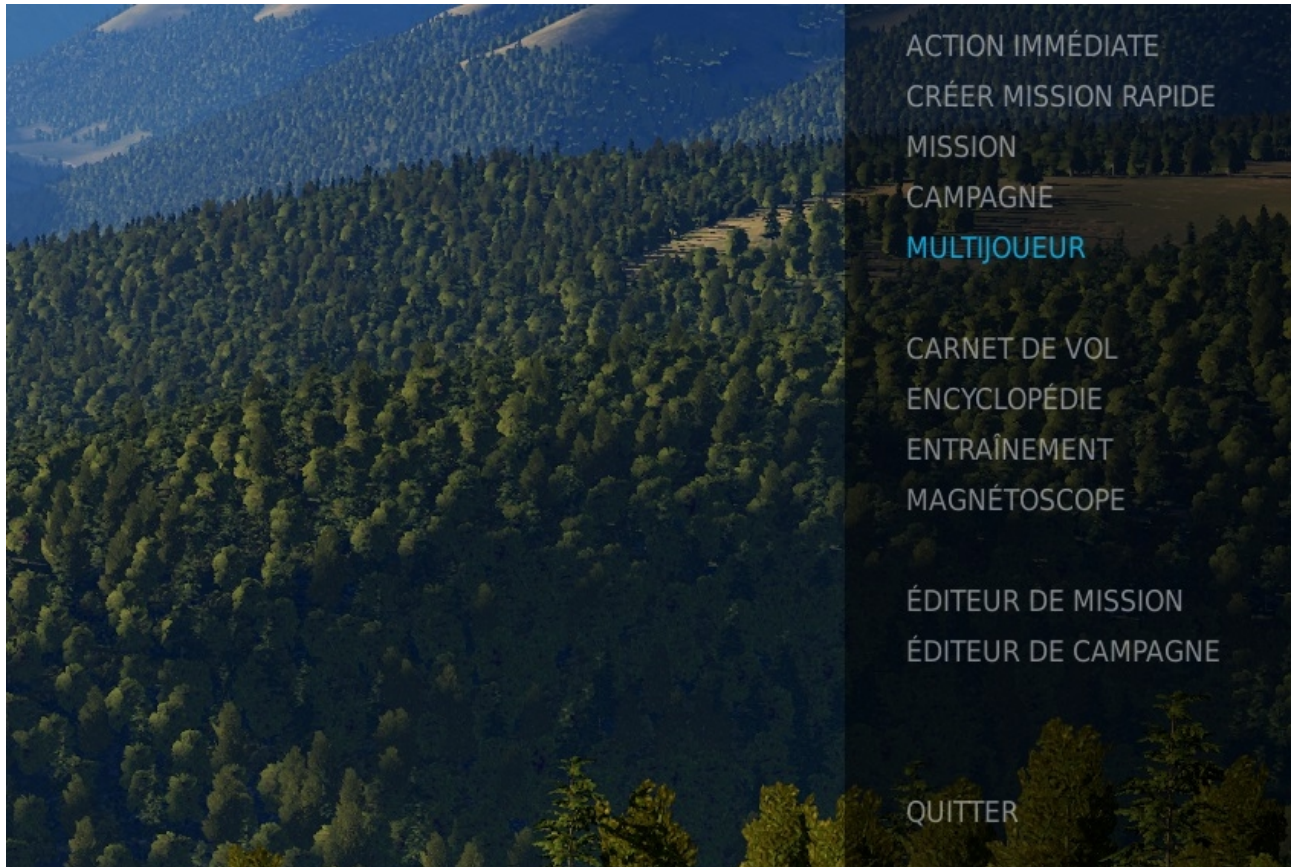 ACTION IMMÉDIATE
CRÉER MISSION RAPIDE
MISSION
CAMPAGNE
MULTIJOUEUR
CARNET DE VOL
ENCYCLOPÉDIE
ENTRAÎNEMENT
MAGNÉTOSCOPE
ÉDITEUR DE MISSION
ÉDITEUR DE CAMPAGNE
QUITTER